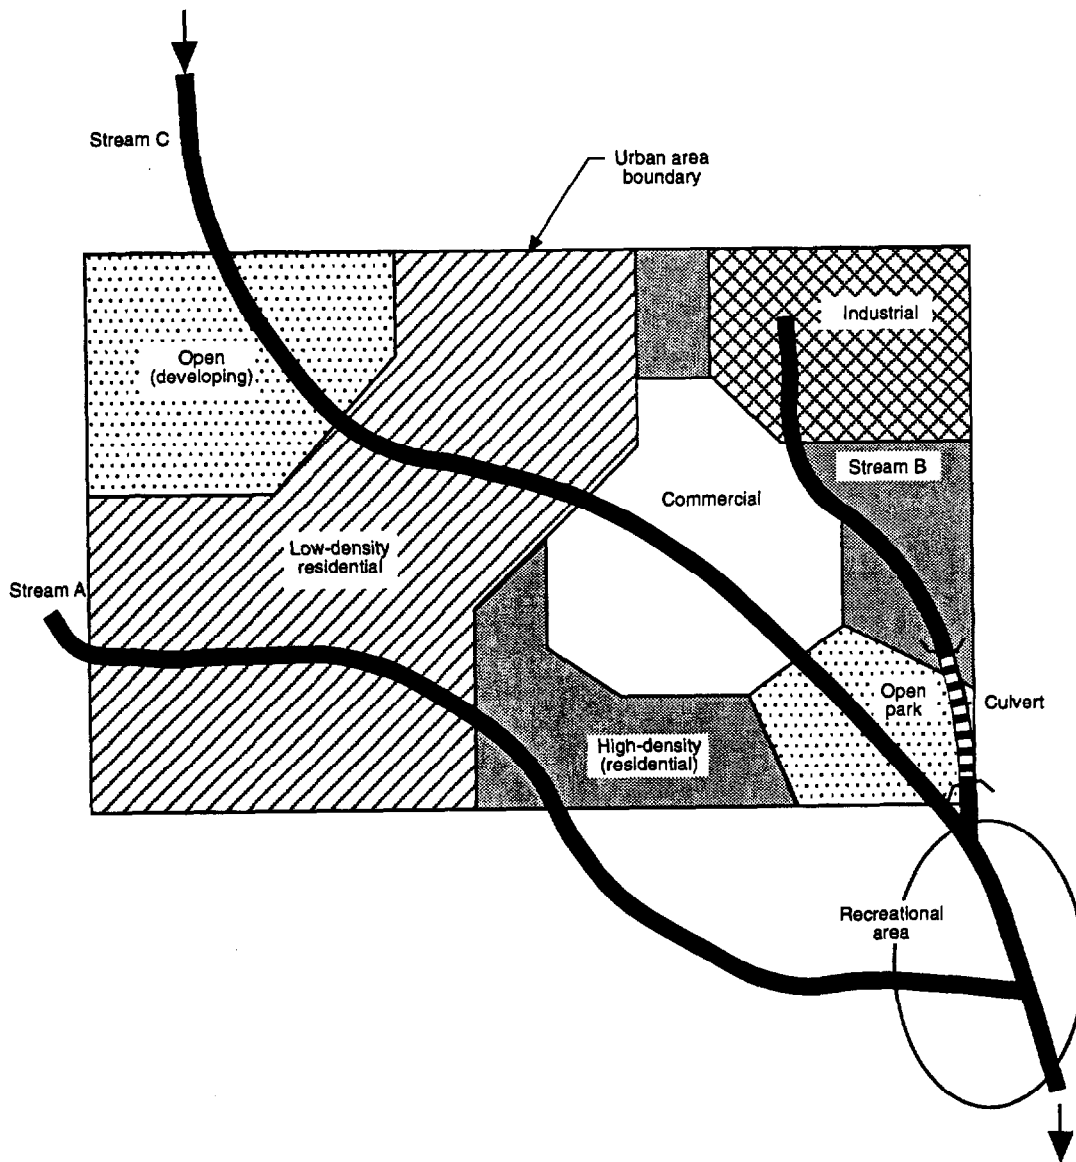 Stream C
Urban area
boundary
Industrial
Open
(developing)
Stream B
Commercial
Low-density
residential
Stream A
Open
park
Culvert
High-density
(residential)
Recreational
area